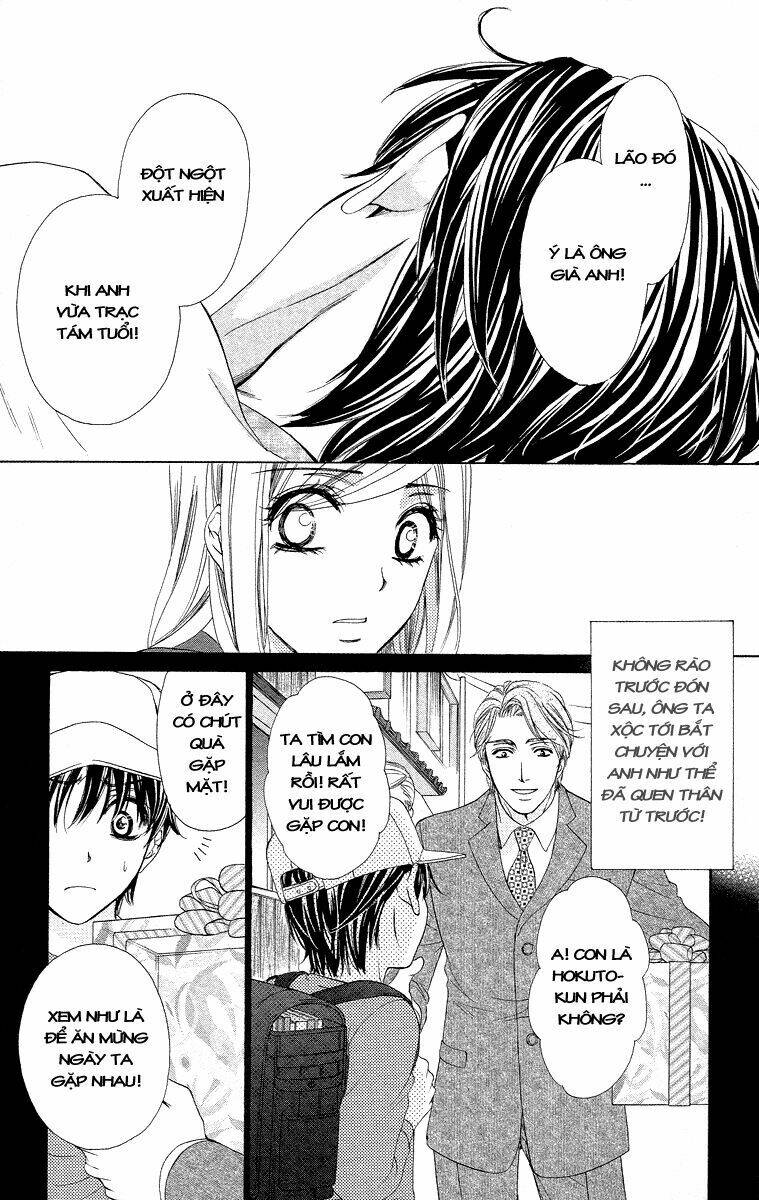 LÃO ĐÓ
...
Ý LÀ ÔNG
GIÀ ANH!
ĐỘT NGỘT
XUẤT HIỆN
KHI ANH
VỪA TRẠC
TÁM TUỔI!
KHÔNG RÀO
TRƯỚC ĐÓN
SAU, ÔNG TA
XỘC TỚI BẮT
CHUYỆN VỚI
ANH NHƯ THỂ
ĐÃ QUEN THÂN
TỪ TRƯỚC!
A! CON LÀ
HOKUTO-
KUN PHẢI
KHÔNG?
TA TÌM CON
LÂU LẮM
RỒI! RẤT
VUI ĐƯỢC
GẶP CON!
Ở ĐÂY
CÓ CHÚT
QUÀ
GẶP
MẶT!
XEM NHƯ LÀ
ĐỂ ĂN MỪNG
NGÀY TA
GẶP NHAU!